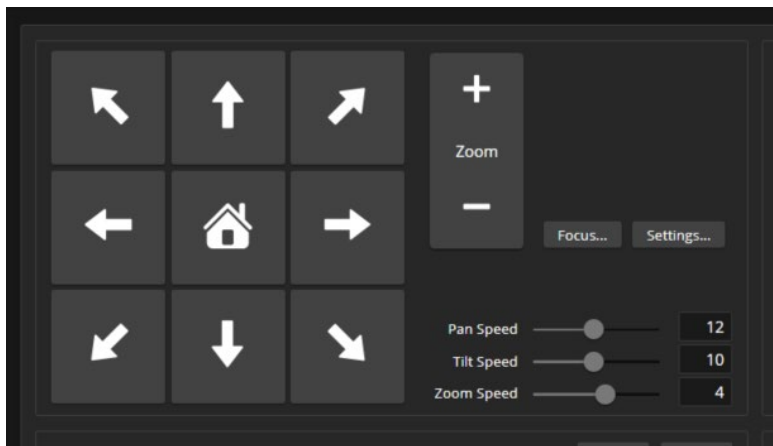 +
Zoom
−
Focus... Settings...
Pan Speed 12
Tilt Speed 10
Zoom Speed 4